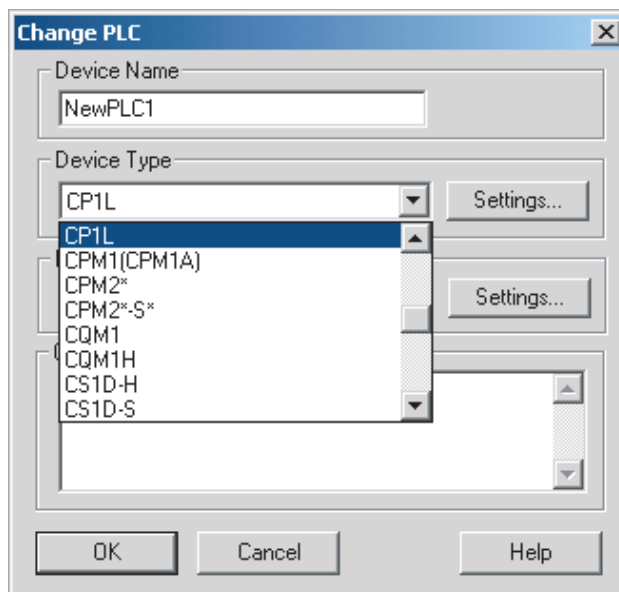 Change PLC
Device Name
NewPLC1
Device Type
CP1L
Settings...
CP1L
CPM1(CPM1A)
CPM2*
CPM2*-S*
Settings...
CQM1
CQM1H
CS1D-H
CS1D-S
OK
Cancel
Help